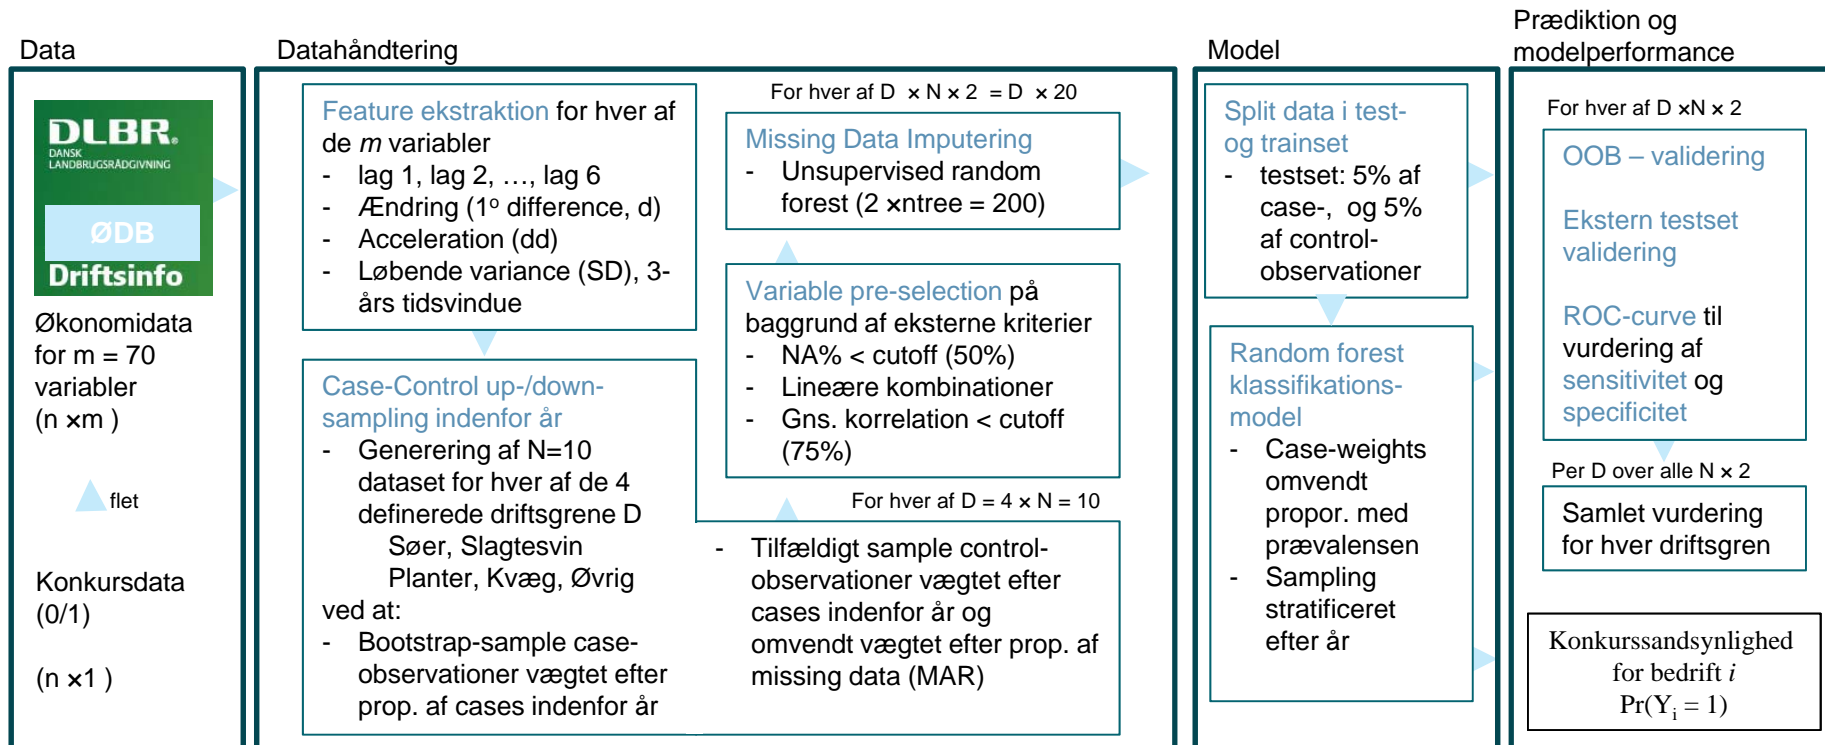 Data
DLBR.
DANSK
LANDBRUGSRÅDGIVNING
ØDB
Driftsinfo
Økonomidata
for m = 70
variabler
(n ×m )
flet
Konkursdata
(0/1)
(n ×1 )
Datahåndtering
Feature ekstraktion for hver af
de m variabler
- lag 1, lag 2, …, lag 6
- Ændring (1º difference, d)
- Acceleration (dd)
- Løbende variance (SD), 3-
års tidsvindue
Case-Control up-/down-
sampling indenfor år
- Generering af N=10
dataset for hver af de 4
definerede driftsgrene D
Søer, Slagtesvin
Planter, Kvæg, Øvrig
ved at:
- Bootstrap-sample case-
observationer vægtet efter
prop. af cases indenfor år
For hver af D = 4 × N = 10
- Tilfældigt sample control-
observationer vægtet efter
cases indenfor år og
omvendt vægtet efter prop. af
missing data (MAR)
Variable pre-selection på
baggrund af eksterne kriterier
- NA% < cutoff (50%)
- Lineære kombinationer
- Gns. korrelation < cutoff
(75%)
For hver af D × N × 2 = D × 20
Missing Data Imputering
- Unsupervised random
forest (2 ×ntree = 200)
Model
Split data i test-
og trainset
- testset: 5% af
case-, og 5%
af control-
observationer
Random forest
klassifikations-
model
- Case-weights
omvendt
propor. med
prævalensen
- Sampling
stratificeret
efter år
Prædiktion og
modelperformance
For hver af D ×N × 2
OOB – validering
Ekstern testset
validering
ROC-curve til
vurdering af
sensitivitet og
specificitet
Per D over alle N × 2
Samlet vurdering
for hver driftsgren
Konkurssandsynlighed
for bedrift i
Pr(Yi = 1)